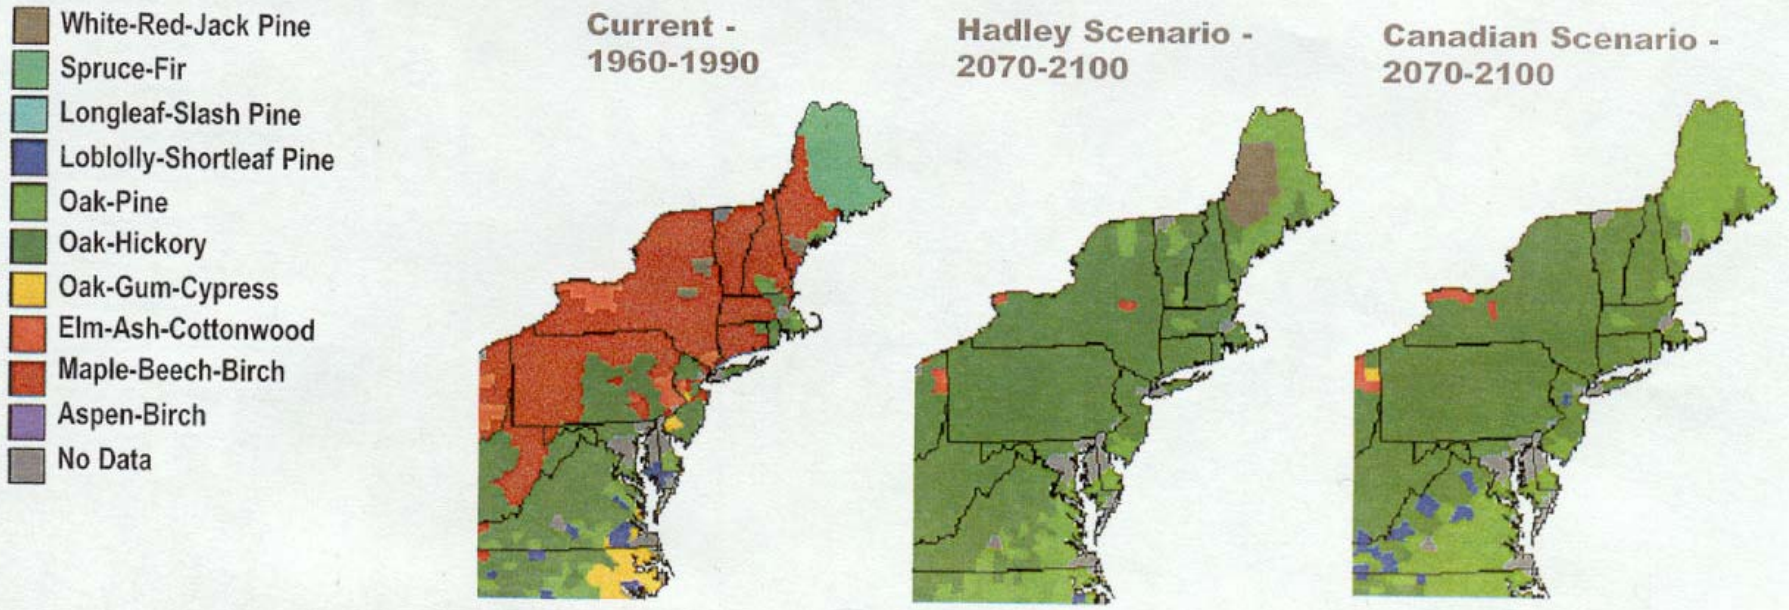 White-Red-Jack Pine
Spruce-Fir
Longleaf-Slash Pine
Loblolly-Shortleaf Pine
Oak-Pine
Oak-Hickory
Oak-Gum-Cypress
Elm-Ash-Cottonwood
Maple-Beech-Birch
Aspen-Birch
No Data
Current -
1960-1990
Hadley Scenario -
2070-2100
Canadian Scenario -
2070-2100